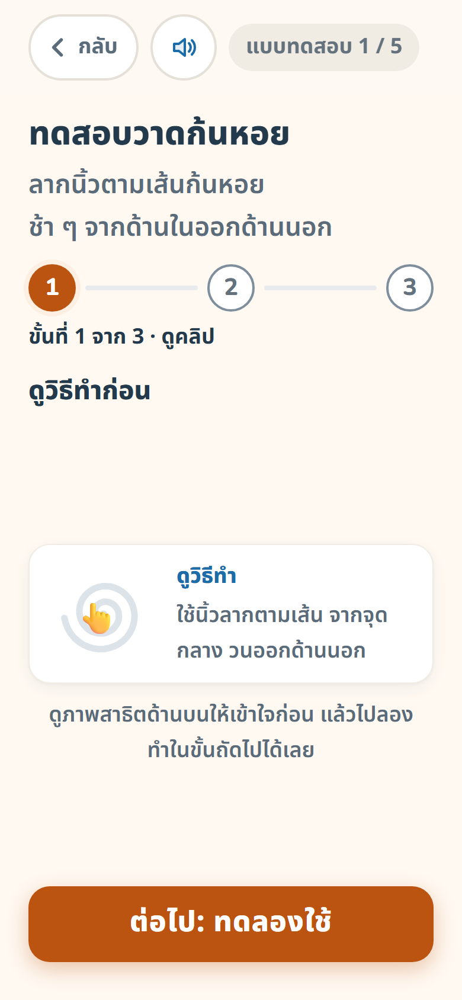 กลับ
แบบทดสอบ 1 / 5
ทดสอบวาดก้นหอย
ลากนิ้วตามเส้นก้นหอย
ช้า ๆ จากด้านในออกด้านนอก
1
2
3
ขั้นที่ 1 จาก 3 · ดูคลิป
ดูวิธีทำก่อน
ดูวิธีทำ
ใช้นิ้วลากตามเส้น จากจุด
กลาง วนออกด้านนอก
ดูภาพสาธิตด้านบนให้เข้าใจก่อน แล้วไปลอง
ทำในขั้นถัดไปได้เลย
ต่อไป: ทดลองใช้